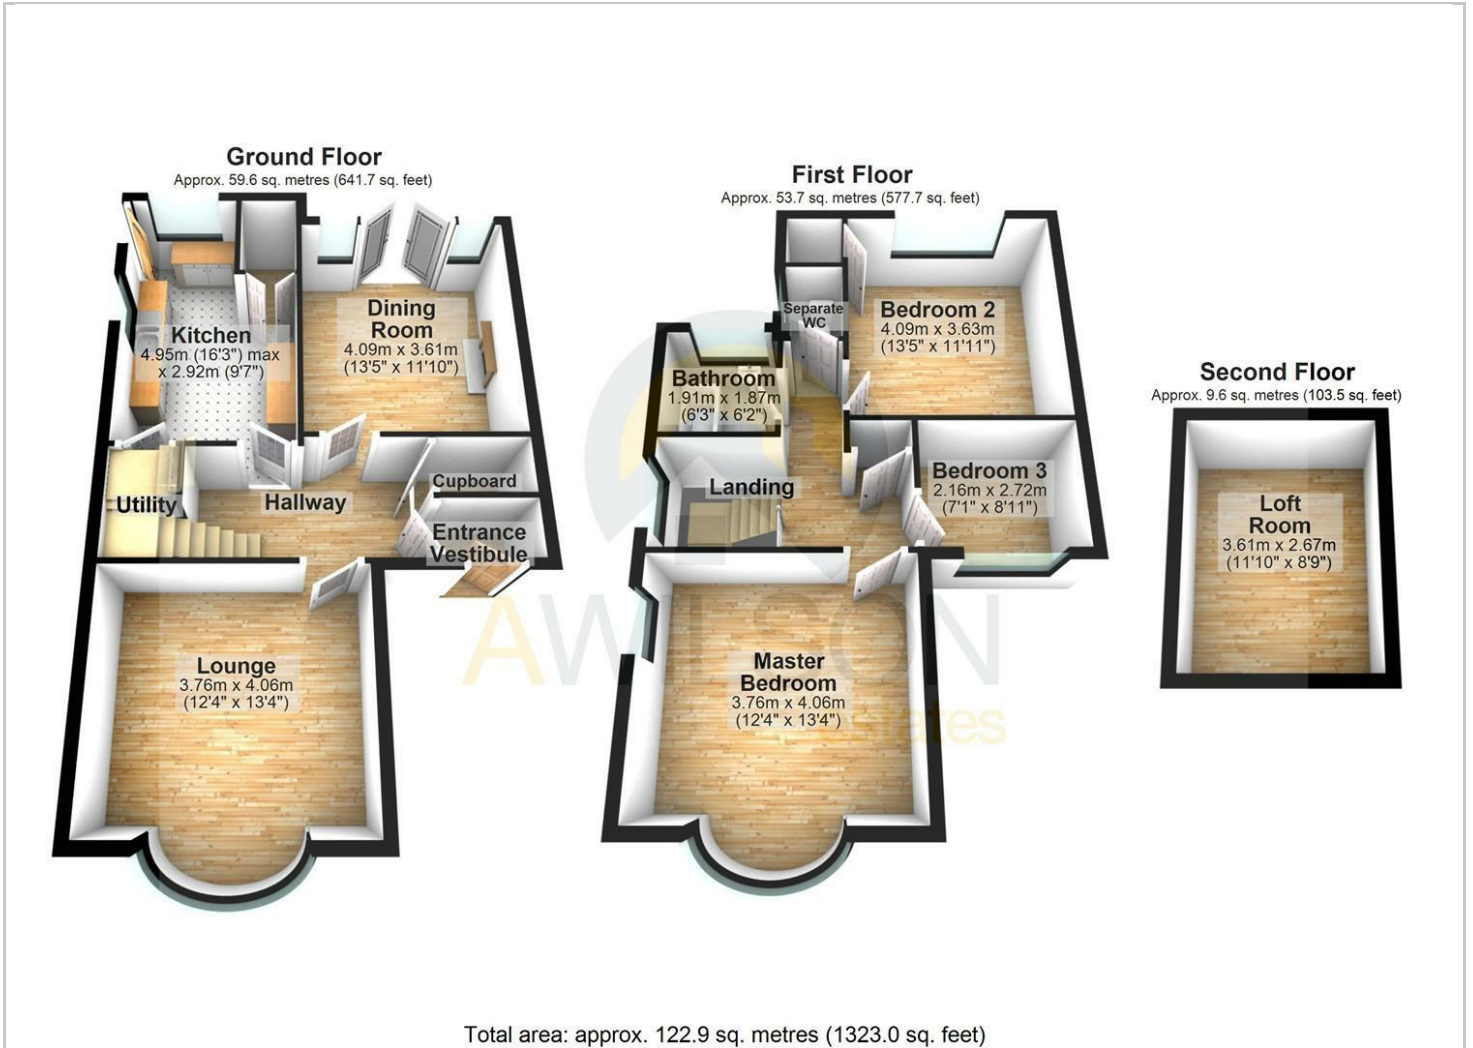 Ground Floor
Approx. 59.6 sq. metres (641.7 sq. feet)
Kitchen
4.95m (16'3") max
x 2.92m (9'7")
Dining
Room
4.09m x 3.61m
(13'5" x 11'10")
Utility
Hallway
Cupboard
Entrance
Vestibule
Lounge
3.76m x 4.06m
(12'4" x 13'4")
First Floor
Approx. 53.7 sq. metres (577.7 sq. feet)
Separate
WC
Bedroom 2
4.09m x 3.63m
(13'5" x 11'11")
Bathroom
1.91m x 1.87m
(6'3" x 6'2")
Landing
Bedroom 3
2.16m x 2.72m
(7'1" x 8'11")
Master
Bedroom
3.76m x 4.06m
(12'4" x 13'4")
Second Floor
Approx. 9.6 sq. metres (103.5 sq. feet)
Loft
Room
3.61m x 2.67m
(11'10" x 8'9")
AWILSON
estates
Total area: approx. 122.9 sq. metres (1323.0 sq. feet)